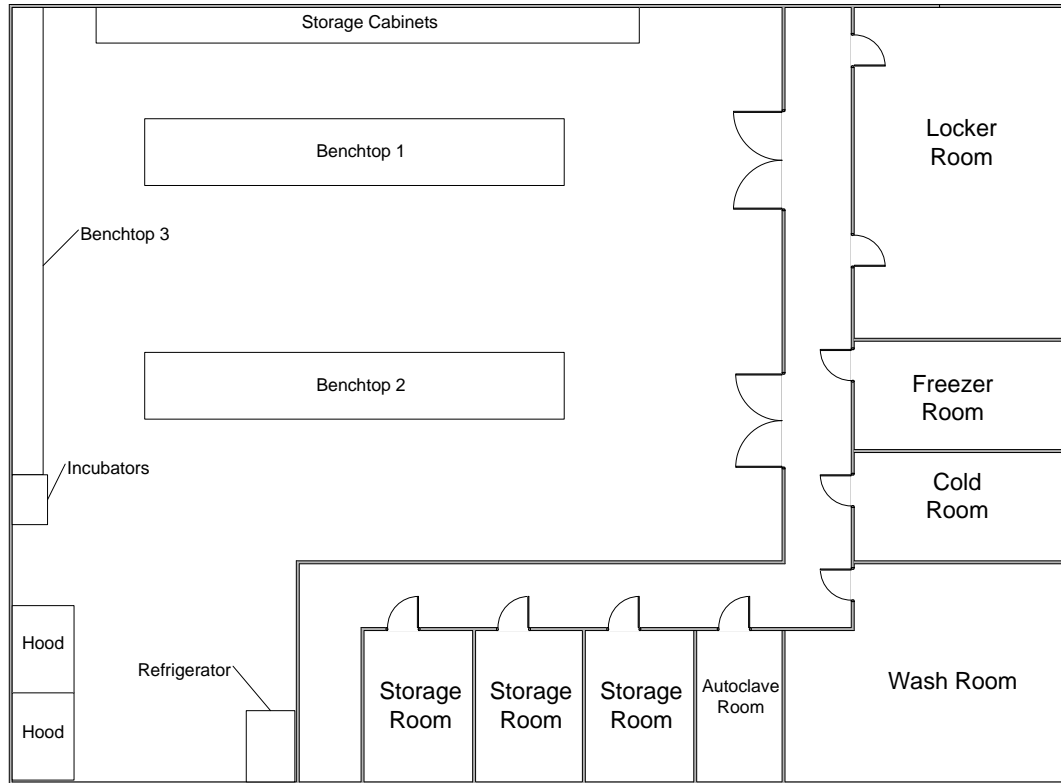 Storage Cabinets
Benchtop 1
Locker
Room
Benchtop 3
Benchtop 2
Freezer
Room
Incubators
Cold
Room
Hood
Refrigerator
Hood
Storage
Room
Storage
Room
Storage
Room
Autoclave
Room
Wash Room